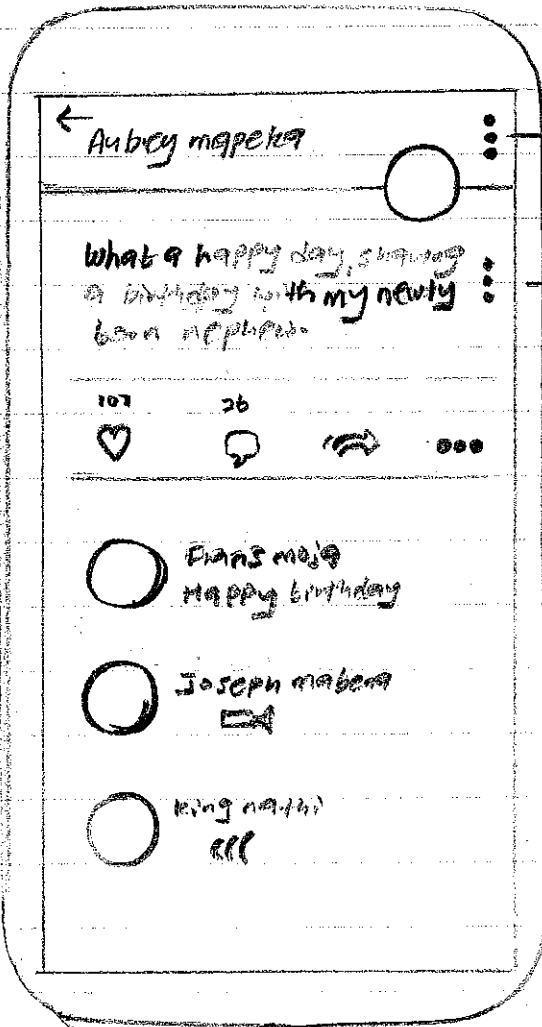 Aubrey mapeka
What a happy day, sharing
a birthday with my newly
born nephew.
107
26
Frans moja
Happy birthday
Joseph mabena
king nathi